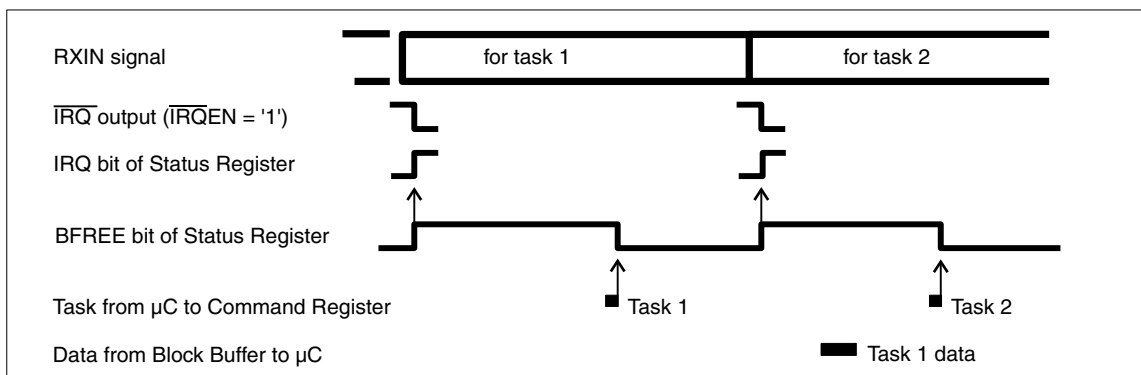 RXIN signal for task 1 for task 2
IRQ output (IRQEN = '1')
IRQ bit of Status Register
BFREE bit of Status Register
Task from µC to Command Register Task 1 Task 2
Data from Block Buffer to µC Task 1 data